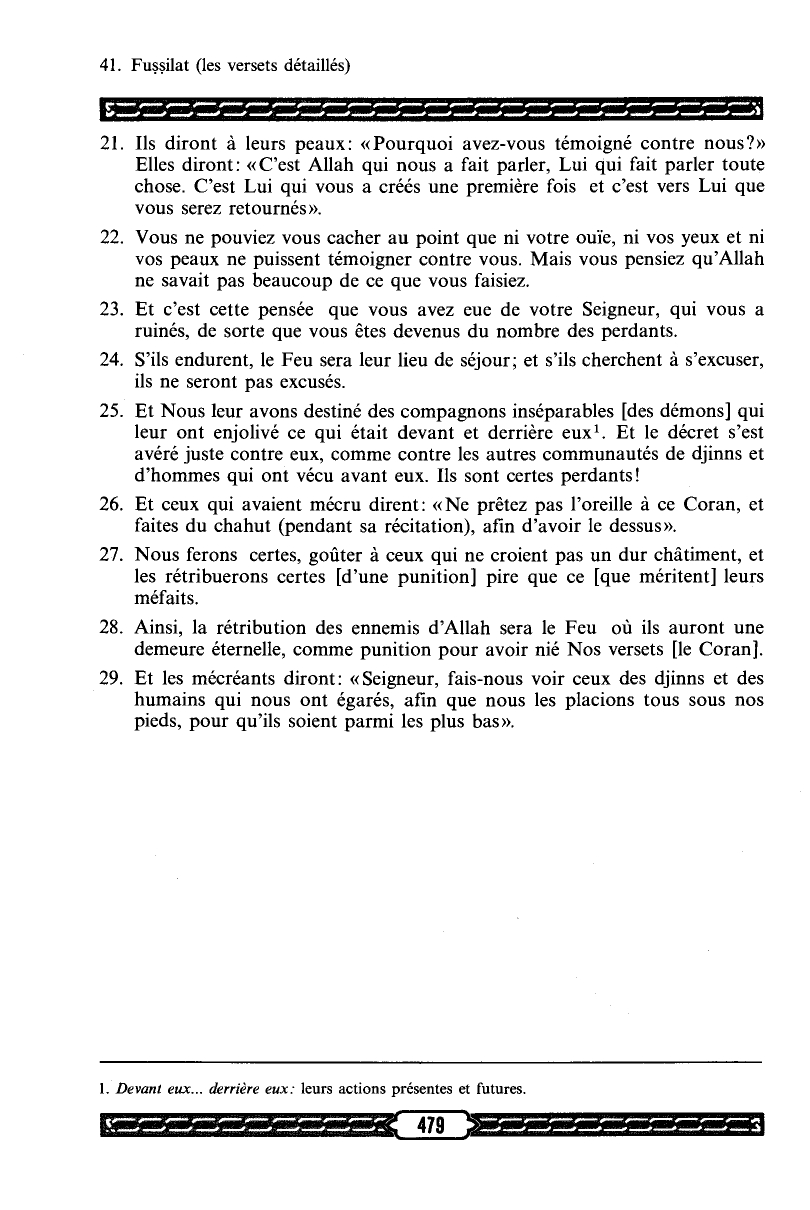 41. Fuṣṣilat (les versets détaillés)
21. Ils diront à leurs peaux: «Pourquoi avez-vous témoigné contre nous?»
Elles diront: «C’est Allah qui nous a fait parler, Lui qui fait parler toute
chose. C’est Lui qui vous a créés une première fois et c’est vers Lui que
vous serez retournés».
22. Vous ne pouviez vous cacher au point que ni votre ouïe, ni vos yeux et ni
vos peaux ne puissent témoigner contre vous. Mais vous pensiez qu’Allah
ne savait pas beaucoup de ce que vous faisiez.
23. Et c’est cette pensée que vous avez eue de votre Seigneur, qui vous a
ruinés, de sorte que vous êtes devenus du nombre des perdants.
24. S’ils endurent, le Feu sera leur lieu de séjour; et s’ils cherchent à s’excuser,
ils ne seront pas excusés.
25. Et Nous leur avons destiné des compagnons inséparables [des démons] qui
leur ont enjolivé ce qui était devant et derrière eux¹. Et le décret s’est
avéré juste contre eux, comme contre les autres communautés de djinns et
d’hommes qui ont vécu avant eux. Ils sont certes perdants!
26. Et ceux qui avaient mécru dirent: «Ne prêtez pas l’oreille à ce Coran, et
faites du chahut (pendant sa récitation), afin d’avoir le dessus».
27. Nous ferons certes, goûter à ceux qui ne croient pas un dur châtiment, et
les rétribuerons certes [d’une punition] pire que ce [que méritent] leurs
méfaits.
28. Ainsi, la rétribution des ennemis d’Allah sera le Feu où ils auront une
demeure éternelle, comme punition pour avoir nié Nos versets [le Coran].
29. Et les mécréants diront: «Seigneur, fais-nous voir ceux des djinns et des
humains qui nous ont égarés, afin que nous les placions tous sous nos
pieds, pour qu’ils soient parmi les plus bas».
1. Devant eux... derrière eux: leurs actions présentes et futures.
479